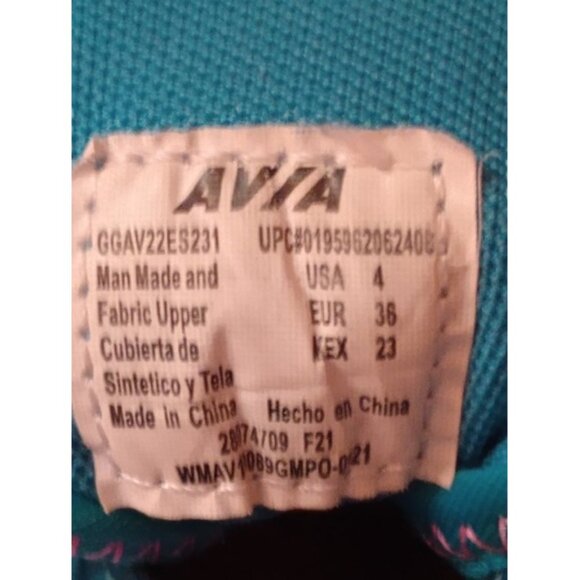 AVIA
GGAV22ES231 UPC#019596206240
Man Made and USA 4
Fabric Upper EUR 36
Cubierta de MEX 23
Sintetico y Tela
Made in China Hecho en China
F21